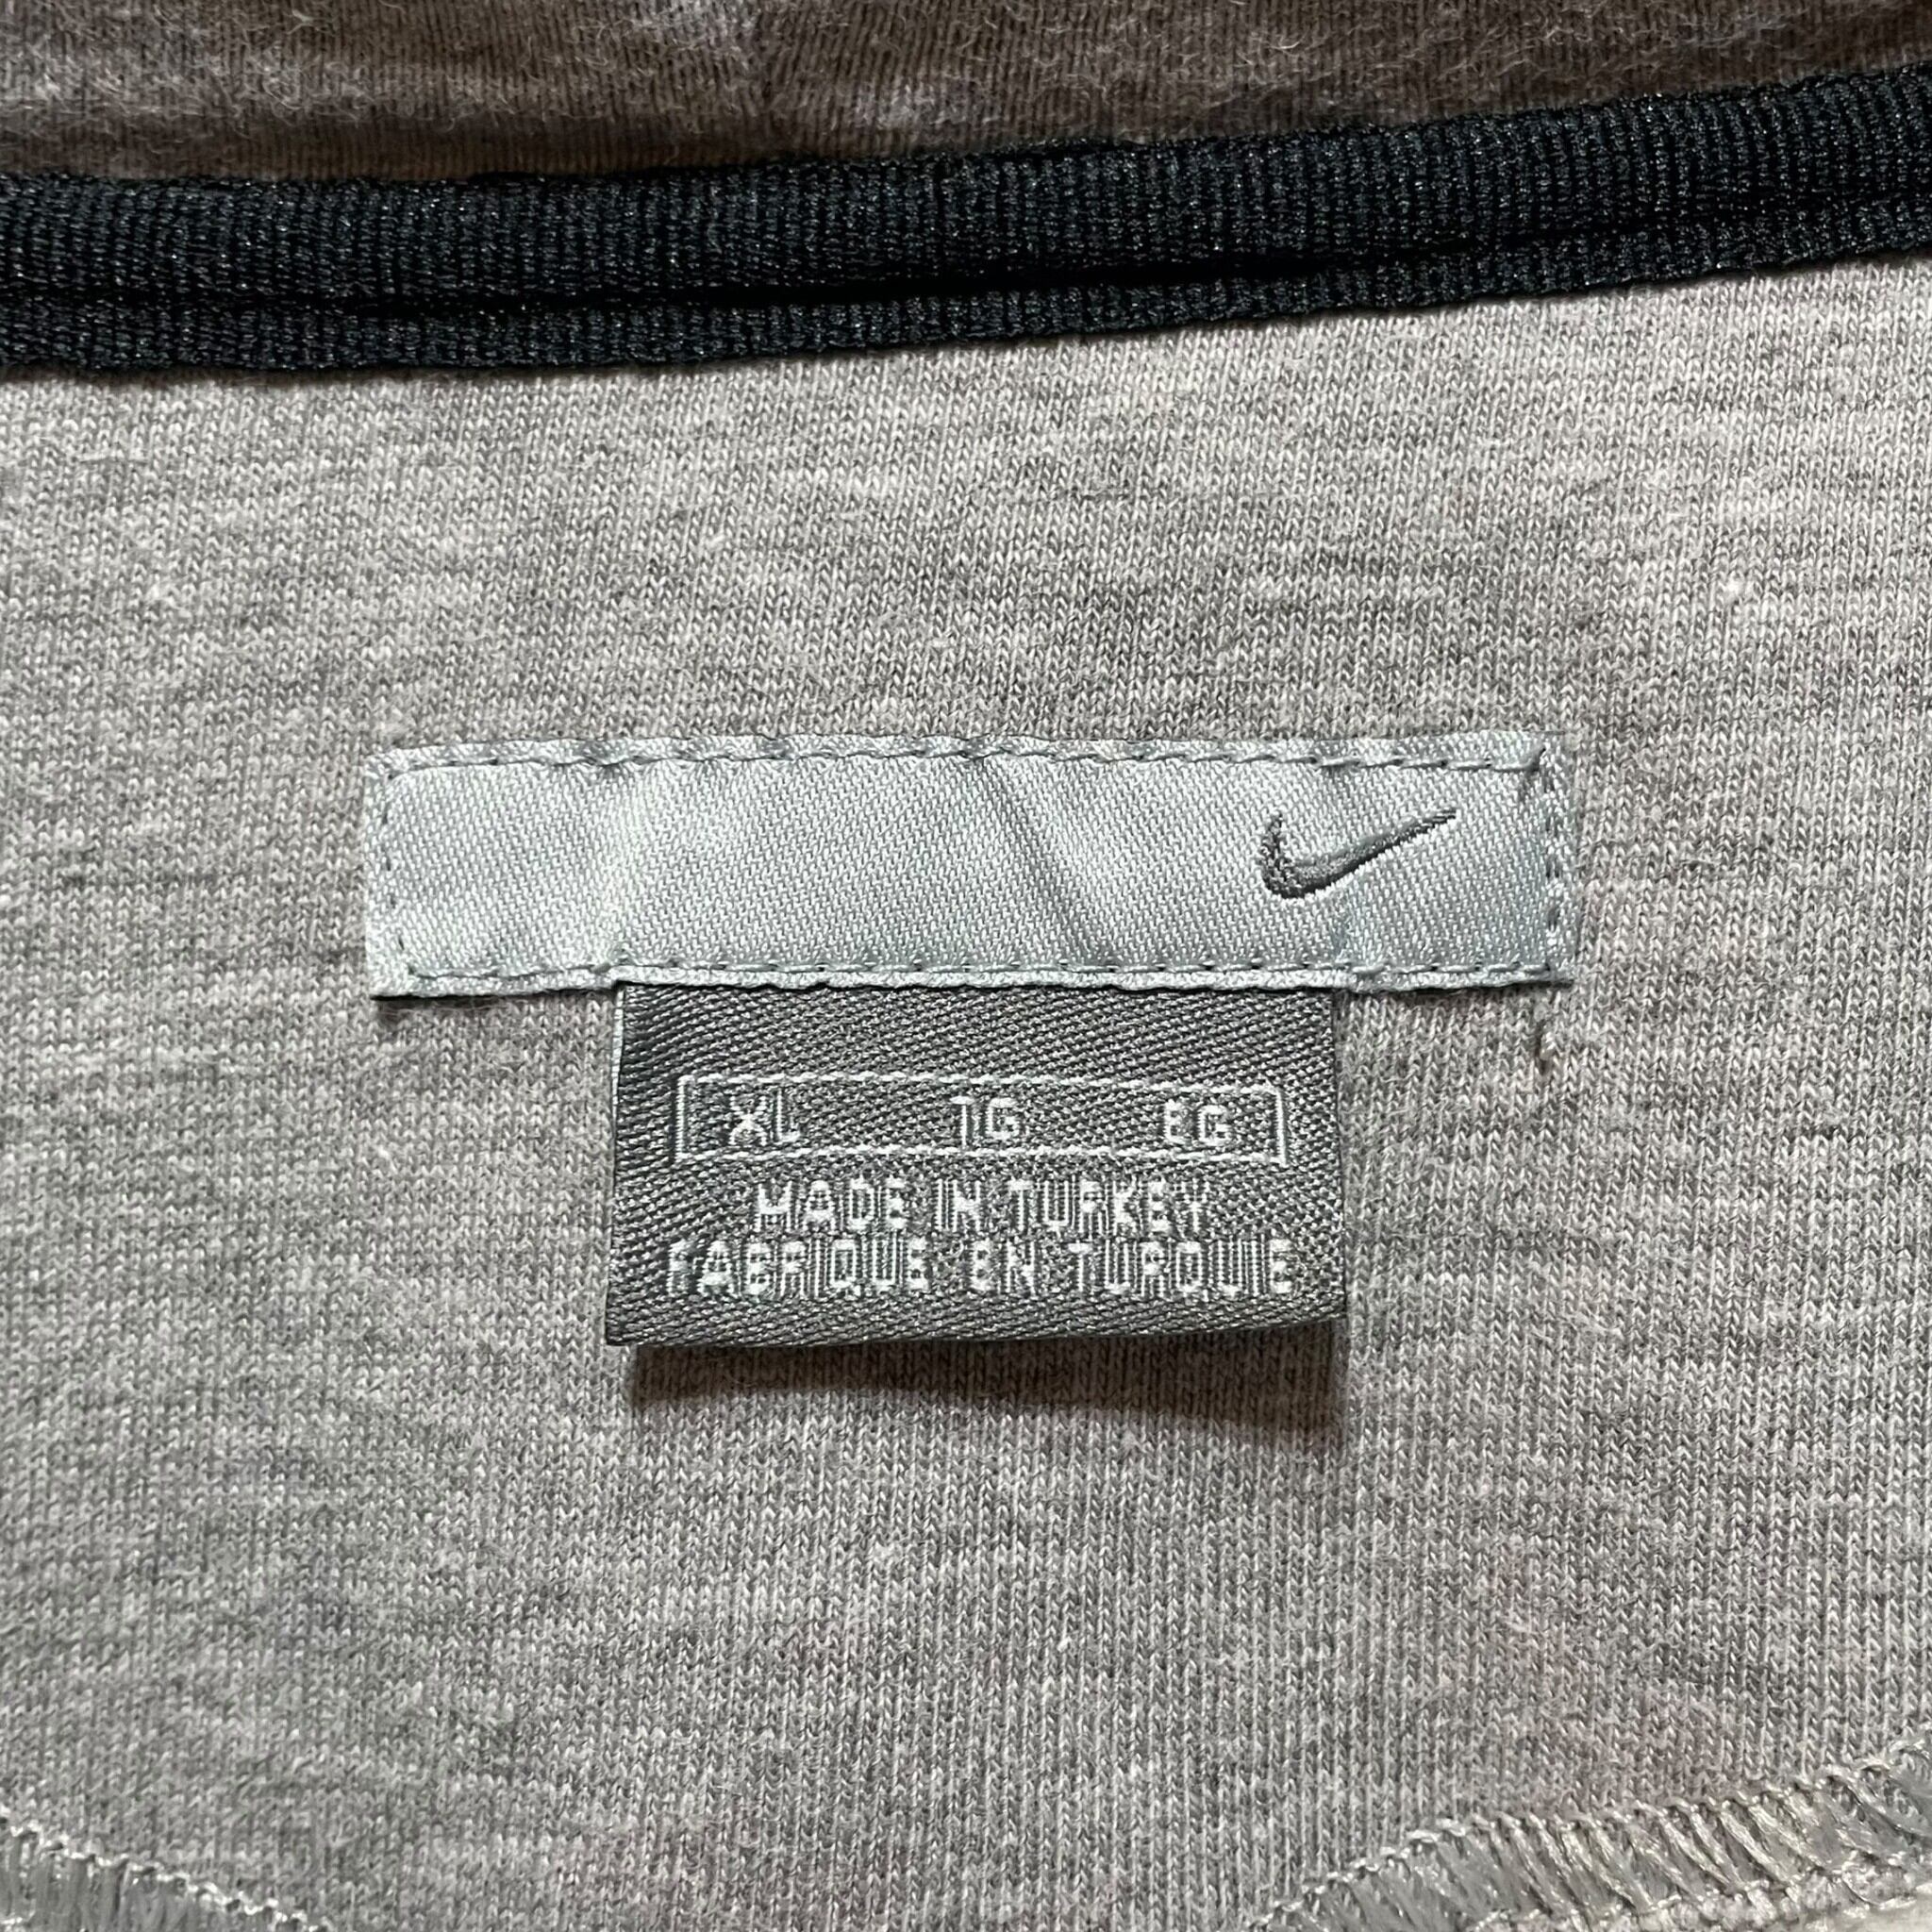 XL TG EG
MADE IN TURKEY
FABRIQUE EN TURQUIE